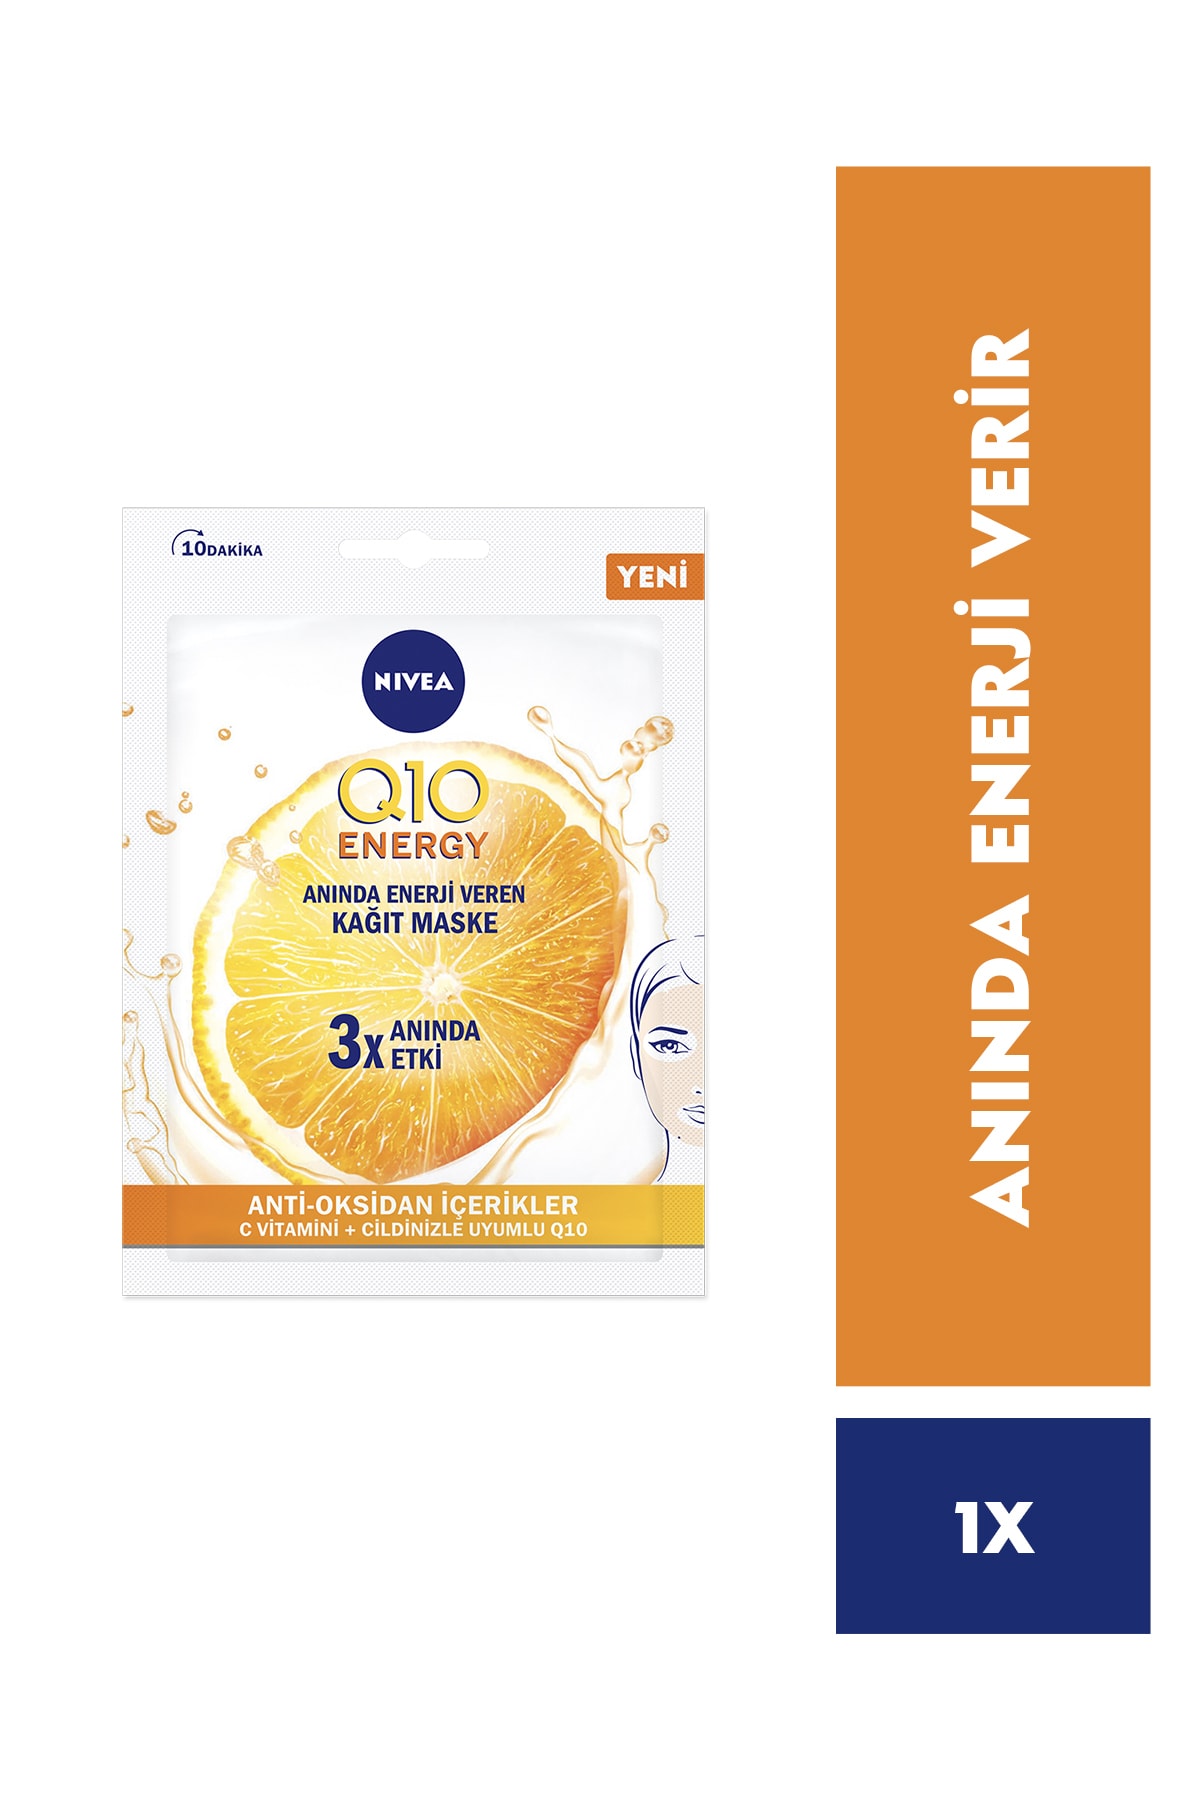 10DAKİKA
YENİ
NIVEA
Q10
ENERGY
ANINDA ENERJİ VEREN
KAĞIT MASKE
3x ANINDA
ETKİ
ANTİ-OKSİDAN İÇERİKLER
C VİTAMİNİ + CİLDİNİZLE UYUMLU Q10
ANINDA ENERJİ VERİR
1X